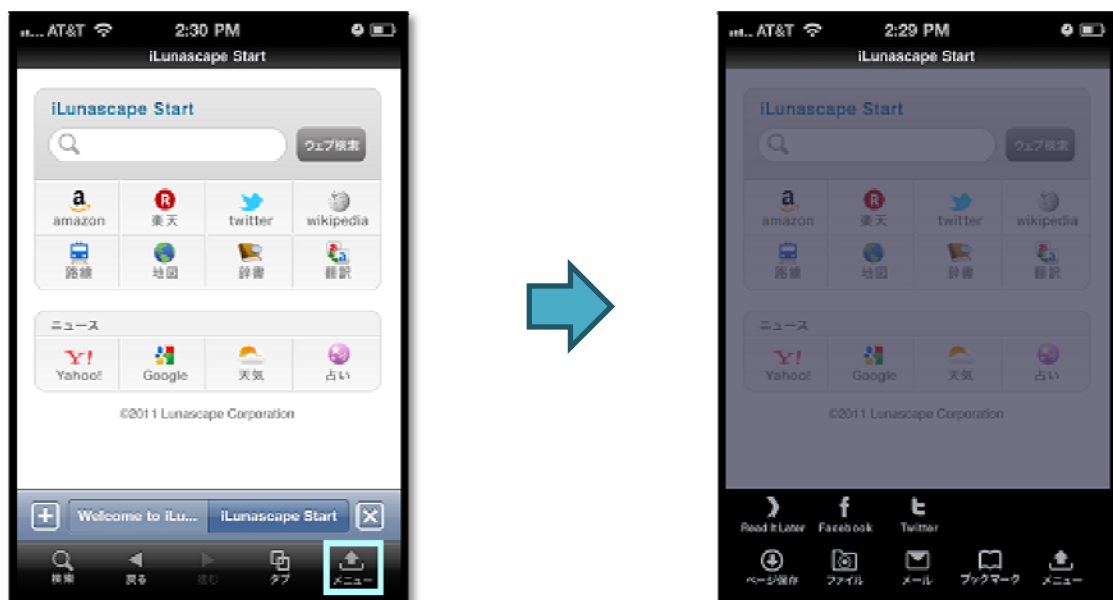 AT&T 2:30 PM
iLunascape Start
iLunascape Start
ウェブ検索
amazon 楽天 twitter wikipedia
路線 地図 辞書 翻訳
ニュース
Yahoo! Google 天気 占い
©2011 Lunascape Corporation
Welcome to iLu... iLunascape Start
検索 戻る 進む タブ メニュー
AT&T 2:29 PM
iLunascape Start
iLunascape Start
ウェブ検索
amazon 楽天 twitter wikipedia
路線 地図 辞書 翻訳
ニュース
Yahoo! Google 天気 占い
©2011 Lunascape Corporation
Read It Later Facebook Twitter
ページ保存 ファイル メール ブックマーク メニュー